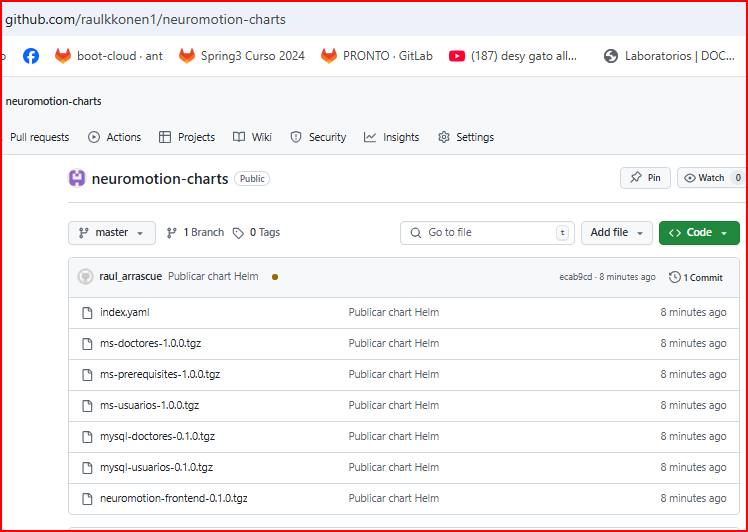 github.com/raulkkonen1/neuromotion-charts
boot-cloud · ant Spring3 Curso 2024 PRONTO · GitLab (187) desy gato all... Laboratorios | DOC...
neuromotion-charts
Pull requests Actions Projects Wiki Security Insights Settings
neuromotion-charts Public Pin Watch 0
master 1 Branch 0 Tags Go to file t Add file Code
raul_arrascue Publicar chart Helm ecab9cd · 8 minutes ago 1 Commit
index.yaml Publicar chart Helm 8 minutes ago
ms-doctores-1.0.0.tgz Publicar chart Helm 8 minutes ago
ms-prerequisites-1.0.0.tgz Publicar chart Helm 8 minutes ago
ms-usuarios-1.0.0.tgz Publicar chart Helm 8 minutes ago
mysql-doctores-0.1.0.tgz Publicar chart Helm 8 minutes ago
mysql-usuarios-0.1.0.tgz Publicar chart Helm 8 minutes ago
neuromotion-frontend-0.1.0.tgz Publicar chart Helm 8 minutes ago